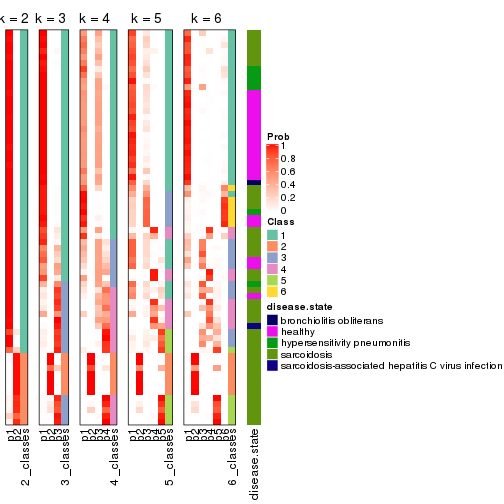 k = 2
k = 3
k = 4
k = 5
k = 6
Prob
1
0.8
0.6
0.4
0.2
0
Class
1
2
3
4
5
6
disease.state
bronchiolitis obliterans
healthy
hypersensitivity pneumonitis
sarcoidosis
sarcoidosis-associated hepatitis C virus infection
p1
p2
2_classes
p1
p2
p3
3_classes
p1
p2
p3
p4
4_classes
p1
p2
p3
p4
p5
5_classes
p1
p2
p3
p4
p5
p6
6_classes
disease.state